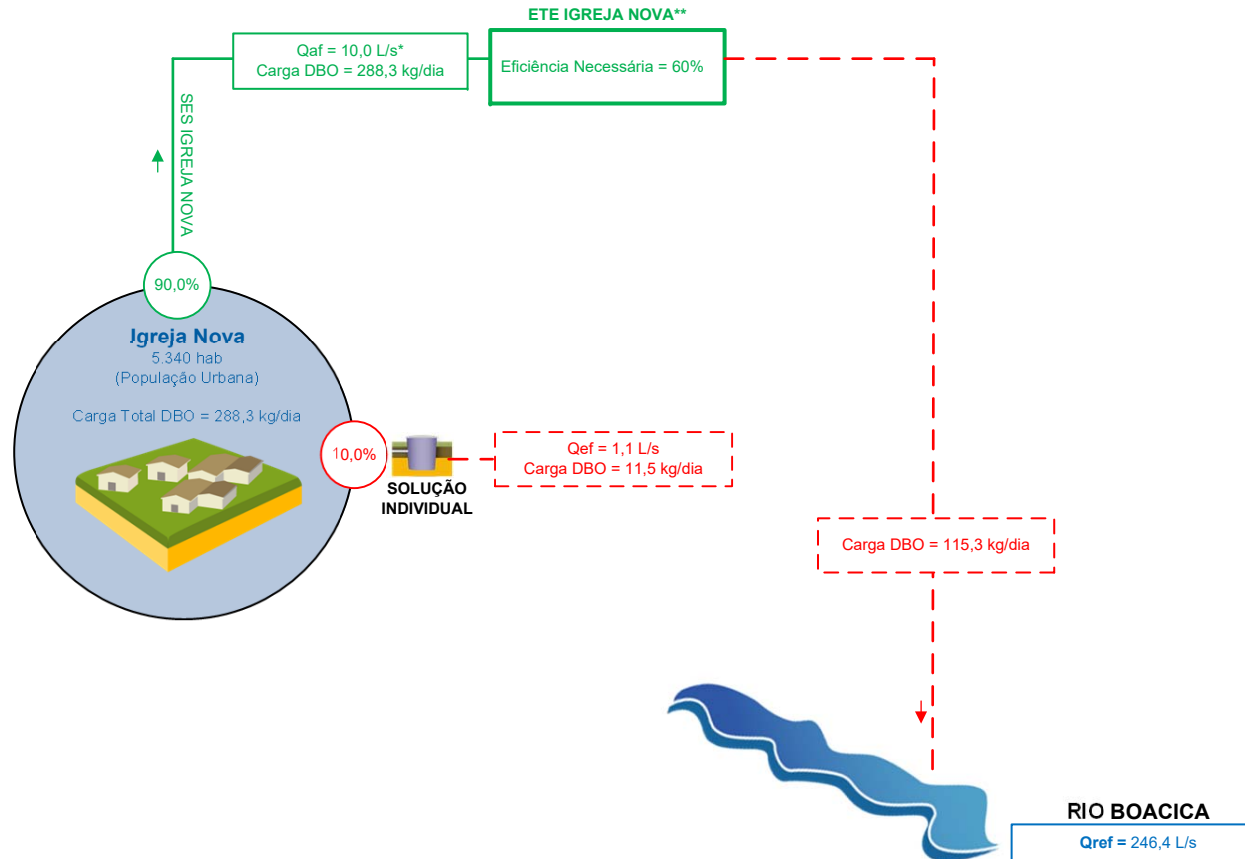 ETE IGREJA NOVA**
Qaf = 10,0 L/s*
Carga DBO = 288,3 kg/dia
Eficiência Necessária = 60%
SES IGREJA NOVA
90,0%
Igreja Nova
5.340 hab
(População Urbana)
Carga Total DBO = 288,3 kg/dia
10,0%
SOLUÇÃO
INDIVIDUAL
Qef = 1,1 L/s
Carga DBO = 11,5 kg/dia
Carga DBO = 115,3 kg/dia
RIO BOACICA
Qref = 246,4 L/s